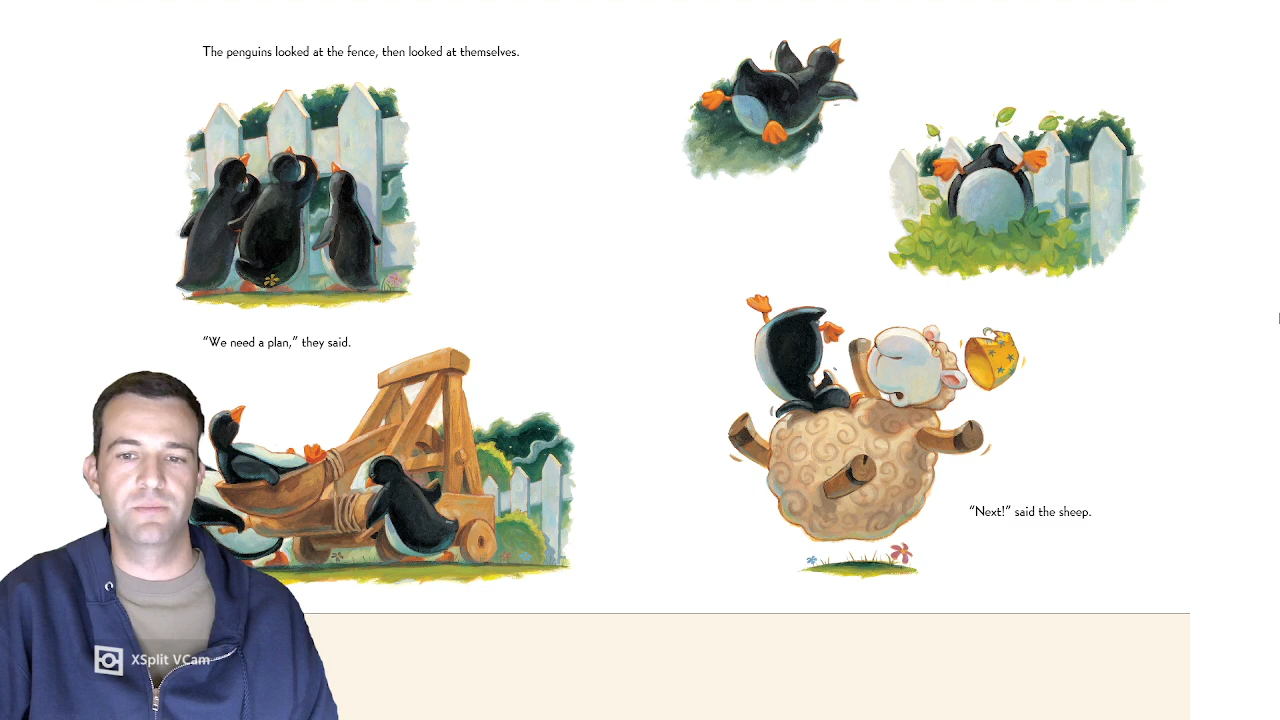 The penguins looked at the fence, then looked at themselves.
"We need a plan," they said.
"Next!" said the sheep.
XSplit VCam